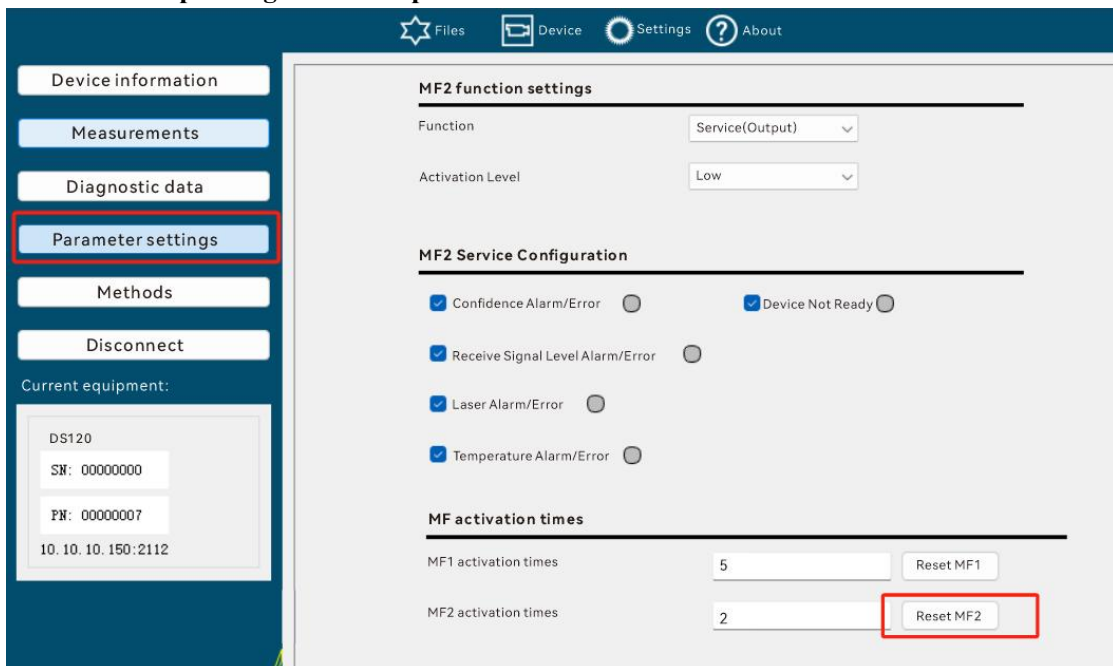 Files Device Settings About
Device information
Measurements
Diagnostic data
Parameter settings
Methods
Disconnect
Current equipment:
DS120
SN: 00000000
PN: 00000007
10.10.10.150:2112
MF2 function settings
Function Service(Output)
Activation Level Low
MF2 Service Configuration
Confidence Alarm/Error Device Not Ready
Receive Signal Level Alarm/Error
Laser Alarm/Error
Temperature Alarm/Error
MF activation times
MF1 activation times 5 Reset MF1
MF2 activation times 2 Reset MF2